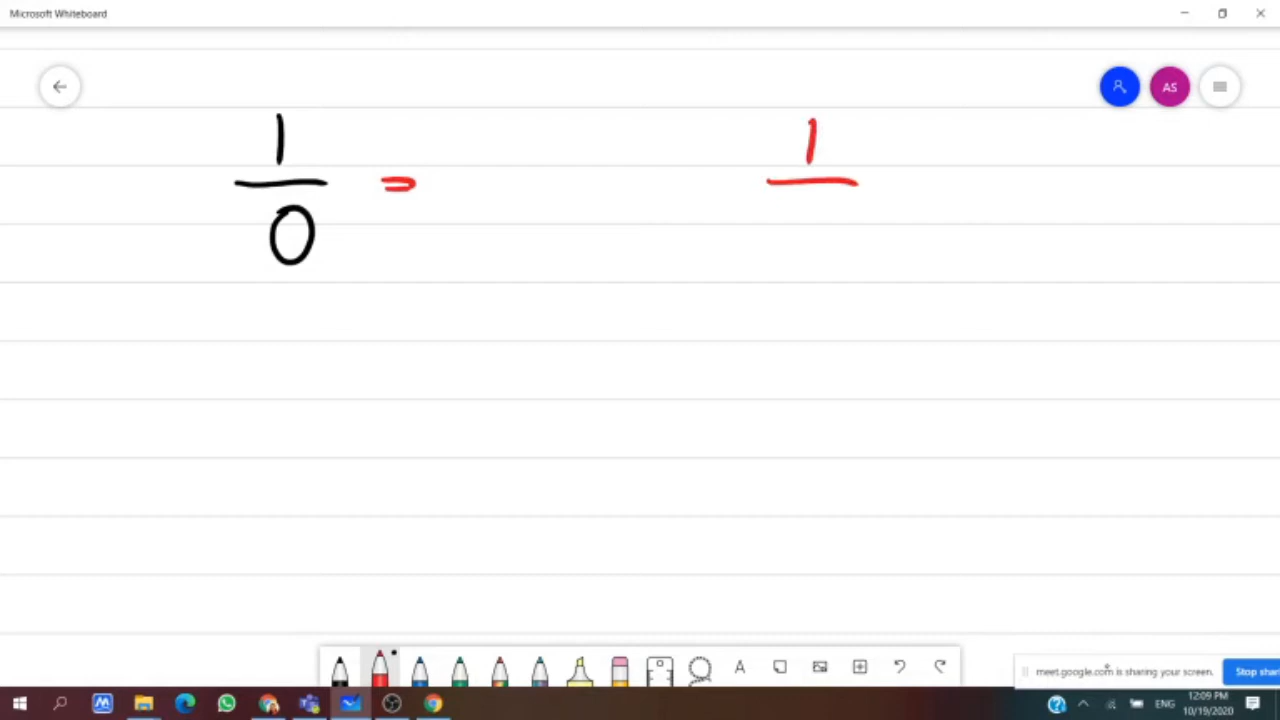 Microsoft Whiteboard
AS
1 1
— = —
0
A
meet.google.com is sharing your screen.
Stop shar
12:09 PM
ENG
10/19/2020